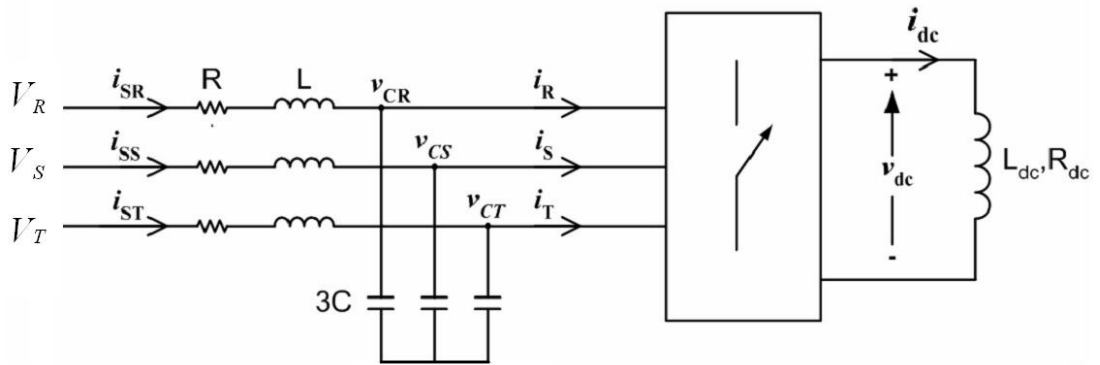 i_dc
V_R i_SR R L v_CR i_R +
V_S i_SS v_CS i_S v_dc L_dc,R_dc
V_T i_ST v_CT i_T
-
3C